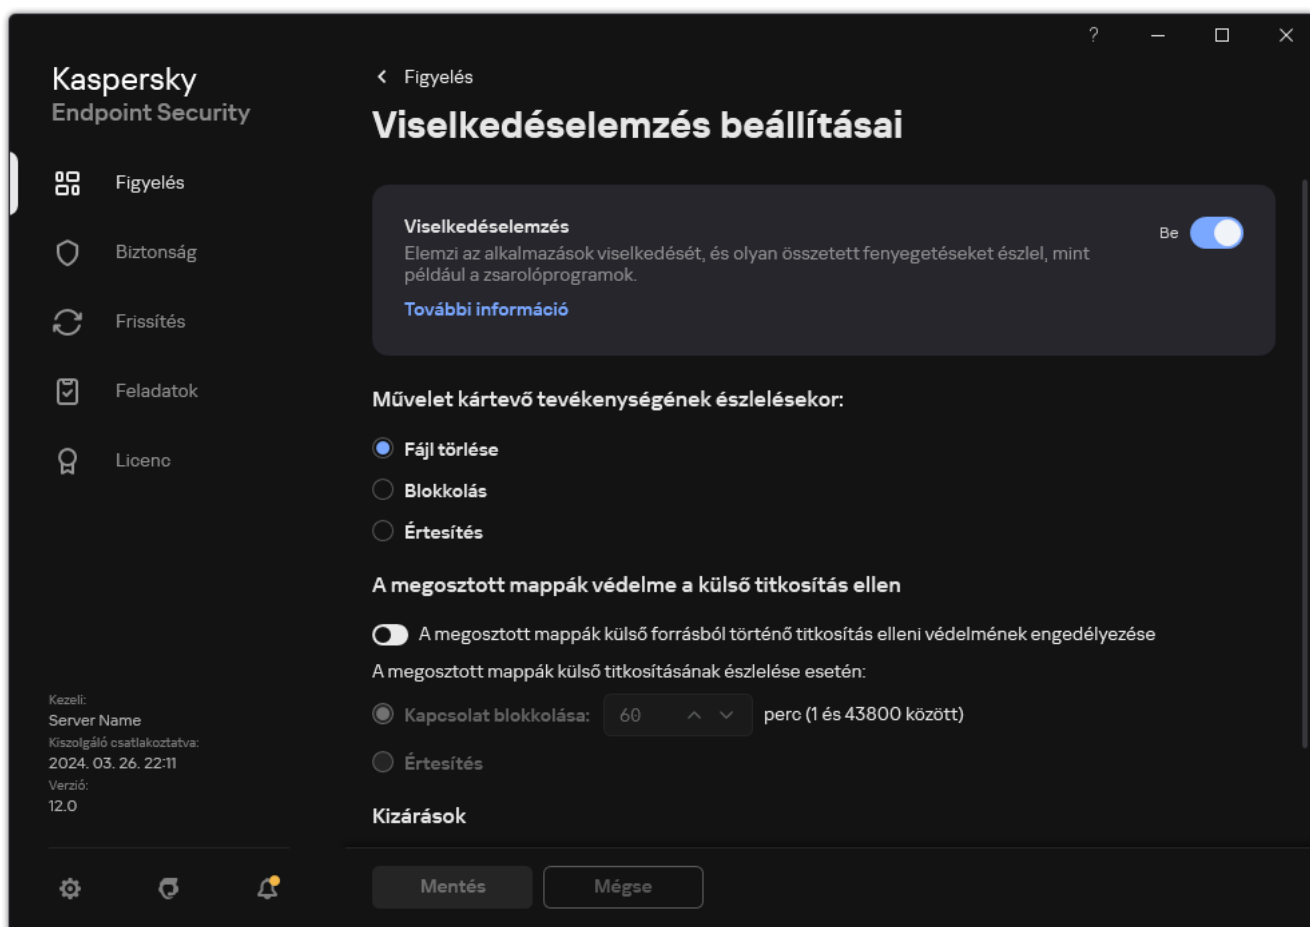 ?
Kaspersky
Endpoint Security
Figyelés
Biztonság
Frissítés
Feladatok
Licenc
Kezeli:
Server Name
Kiszolgáló csatlakoztatva:
2024. 03. 26. 22:11
Verzió:
12.0
Figyelés
Viselkedéselemzés beállításai
Viselkedéselemzés
Be
Elemzi az alkalmazások viselkedését, és olyan összetett fenyegetéseket észlel, mint
például a zsarolóprogramok.
További információ
Művelet kártevő tevékenységének észlelésekor:
Fájl törlése
Blokkolás
Értesítés
A megosztott mappák védelme a külső titkosítás ellen
A megosztott mappák külső forrásból történő titkosítás elleni védelmének engedélyezése
A megosztott mappák külső titkosításának észlelése esetén:
Kapcsolat blokkolása: 60 perc (1 és 43800 között)
Értesítés
Kizárások
Mentés
Mégse